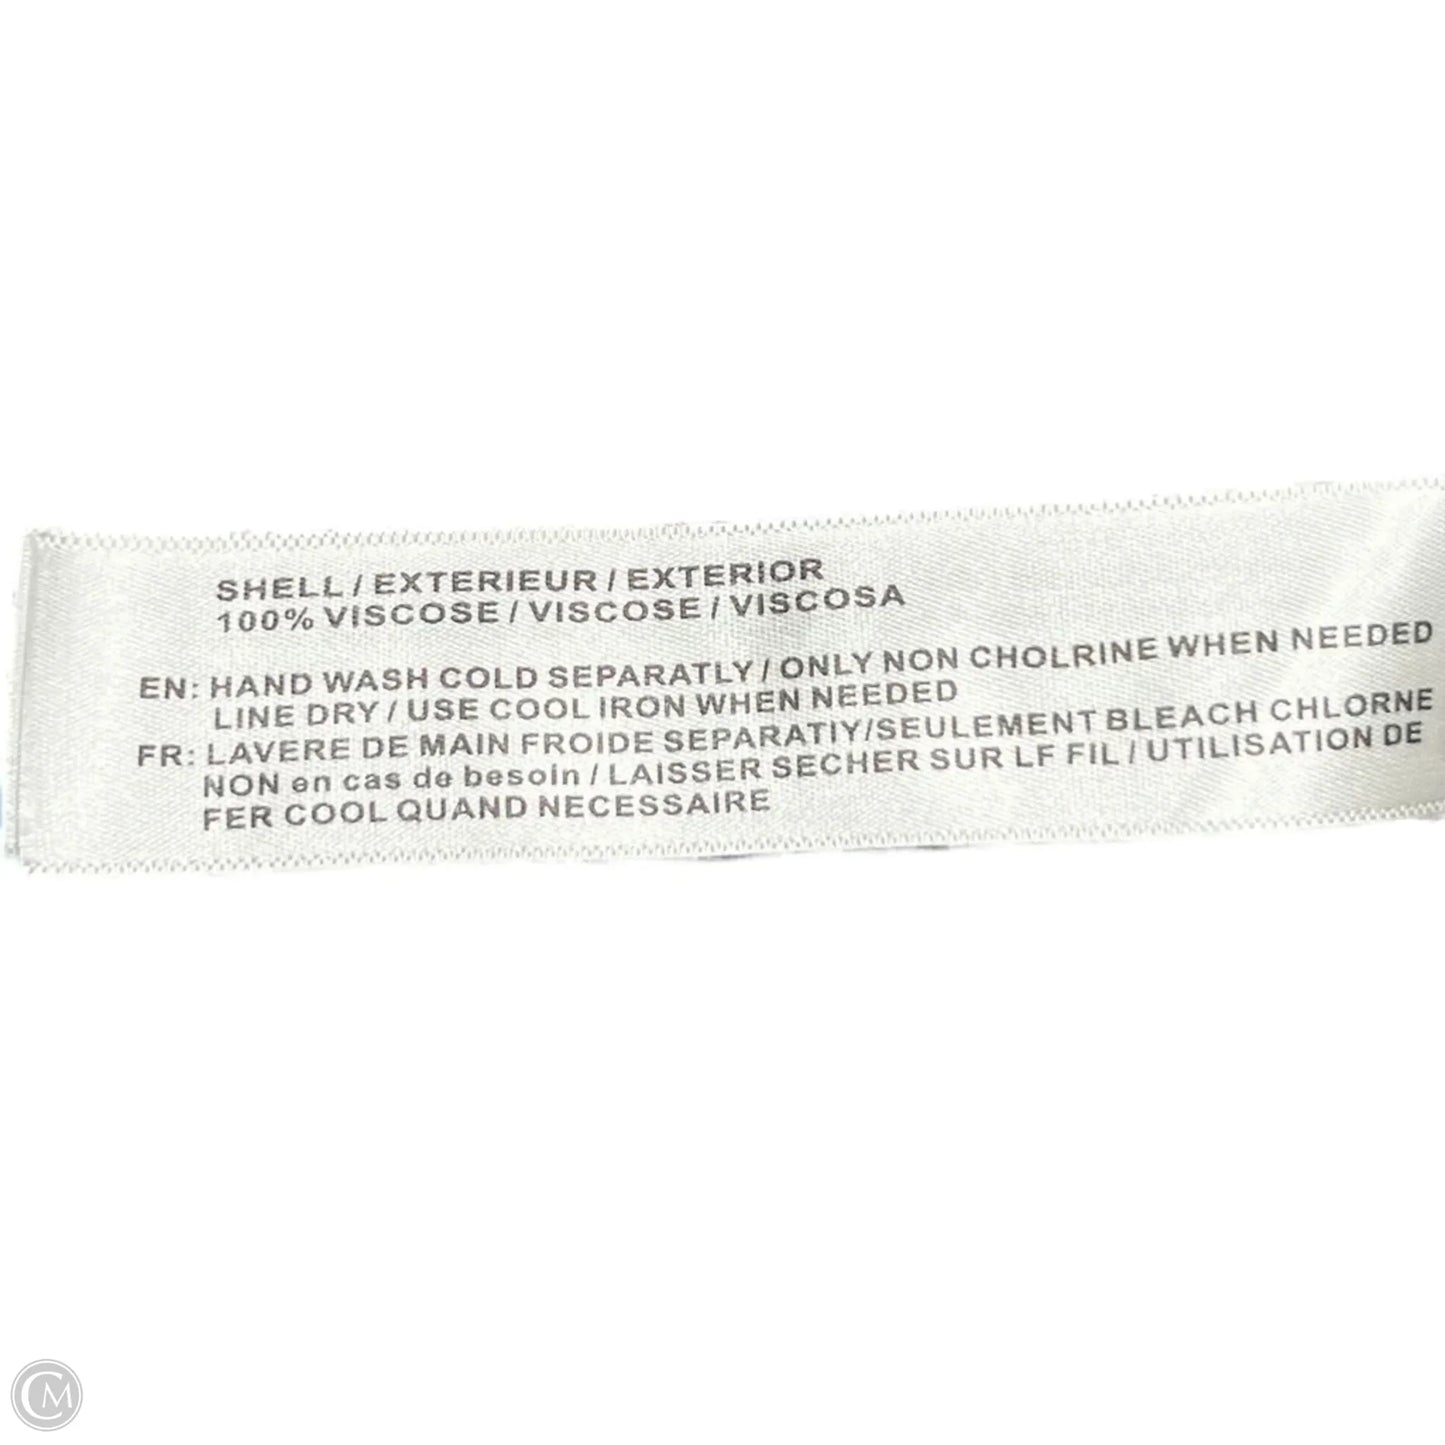 SHELL / EXTERIEUR / EXTERIOR
100% VISCOSE / VISCOSE / VISCOSA
EN: HAND WASH COLD SEPARATLY / ONLY NON CHOLRINE WHEN NEEDED
LINE DRY / USE COOL IRON WHEN NEEDED
FR: LAVERE DE MAIN FROIDE SEPARATIY/SEULEMENT BLEACH CHLORNE
NON en cas de besoin / LAISSER SECHER SUR LF FIL / UTILISATION DE
FER COOL QUAND NECESSAIRE
CM